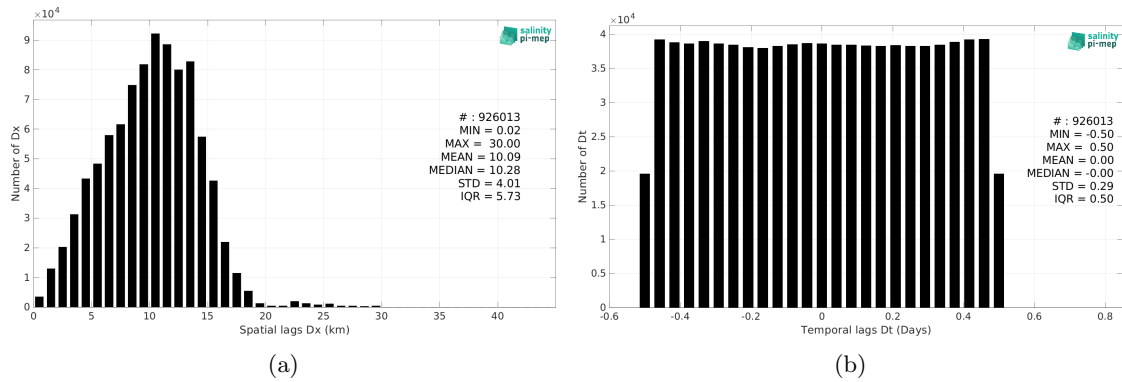 ×10⁴
9
8
7
6
5
4
3
2
1
0
Number of Dx
salinity
pi-mep
# : 926013
MIN = 0.02
MAX = 30.00
MEAN = 10.09
MEDIAN = 10.28
STD = 4.01
IQR = 5.73
0 5 10 15 20 25 30 35 40
Spatial lags Dx (km)
(a)
×10⁴
4
3.5
3
2.5
2
1.5
1
0.5
0
Number of Dt
salinity
pi-mep
# : 926013
MIN = -0.50
MAX = 0.50
MEAN = 0.00
MEDIAN = -0.00
STD = 0.29
IQR = 0.50
-0.6 -0.4 -0.2 0 0.2 0.4 0.6 0.8
Temporal lags Dt (Days)
(b)